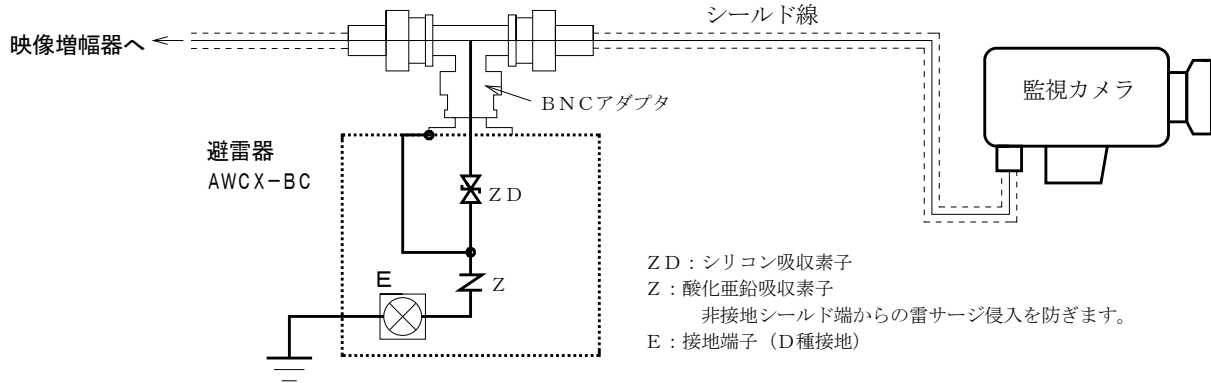 シールド線
映像増幅器へ
監視カメラ
BNCアダプタ
避雷器
AWCX-BC
ZD
E
Z
ZD:シリコン吸収素子
Z:酸化亜鉛吸収素子
非接地シールド端からの雷サージ侵入を防ぎます。
E:接地端子(D種接地)